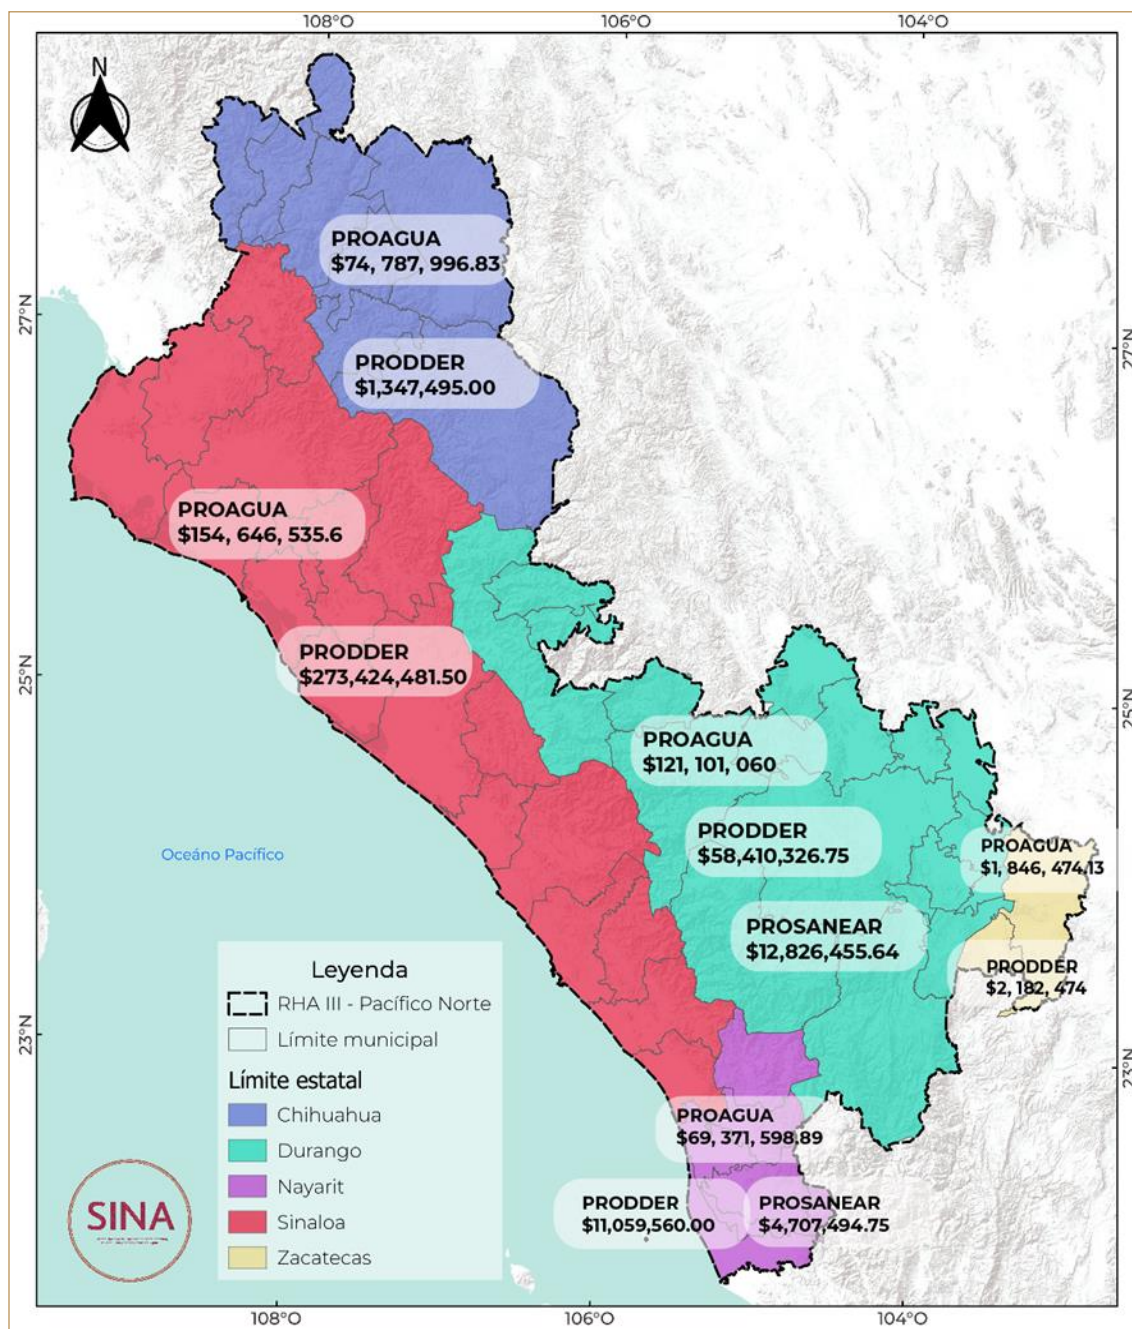 108°O 106°O 104°O
N
PROAGUA
$74, 787, 996.83
27°N
27°N
PRODDER
$1,347,495.00
PROAGUA
$154, 646, 535.6
PRODDER
$273,424,481.50
25°N
25°N
PROAGUA
$121, 101, 060
PRODDER
$58,410,326.75
PROAGUA
$1, 846, 474.13
Oceáno Pacífico
PROSANEAR
$12,826,455.64
PRODDER
$2, 182, 474
23°N
23°N
Leyenda
RHA III - Pacífico Norte
Límite municipal
Límite estatal
Chihuahua
Durango
Nayarit
Sinaloa
Zacatecas
PROAGUA
$69, 371, 598.89
PRODDER
$11,059,560.00
PROSANEAR
$4,707,494.75
SINA
108°O 106°O 104°O